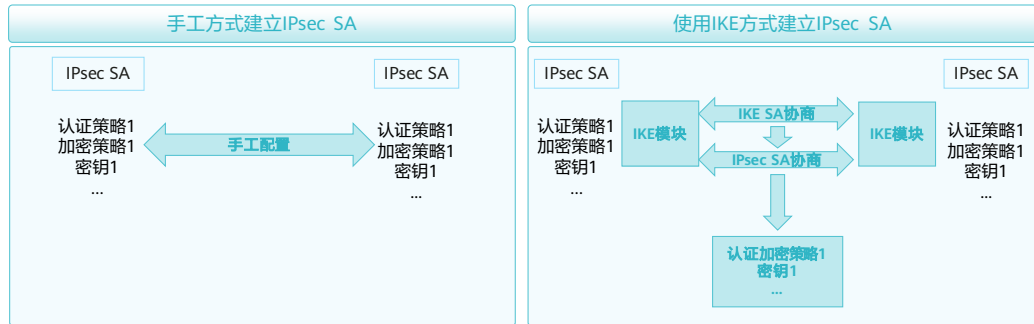 手工方式建立IPsec SA
IPsec SA
IPsec SA
认证策略1
加密策略1
密钥1
...
手工配置
认证策略1
加密策略1
密钥1
...
使用IKE方式建立IPsec SA
IPsec SA
IPsec SA
认证策略1
加密策略1
密钥1
...
IKE模块
IKE SA协商
IPsec SA协商
IKE模块
认证策略1
加密策略1
密钥1
...
认证加密策略1
密钥1
...